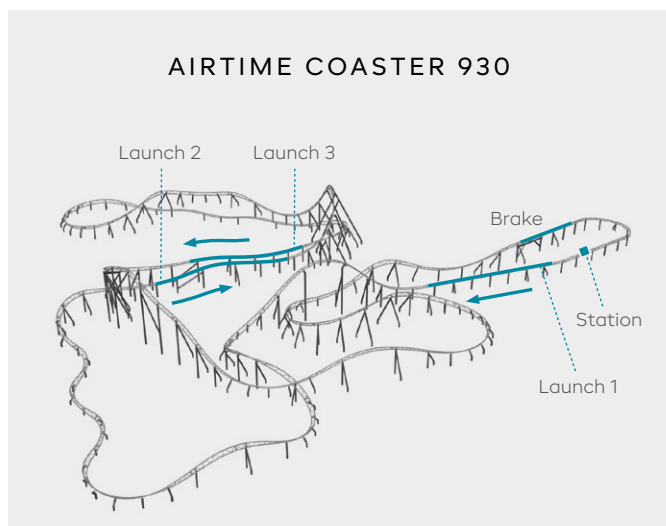 AIRTIME COASTER 930
Launch 2
Launch 3
Brake
Station
Launch 1